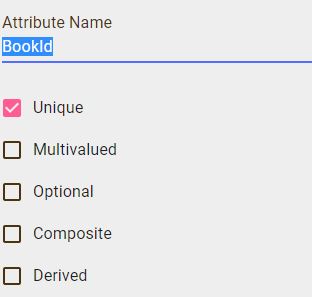 Attribute Name
BookId
Unique
Multivalued
Optional
Composite
Derived